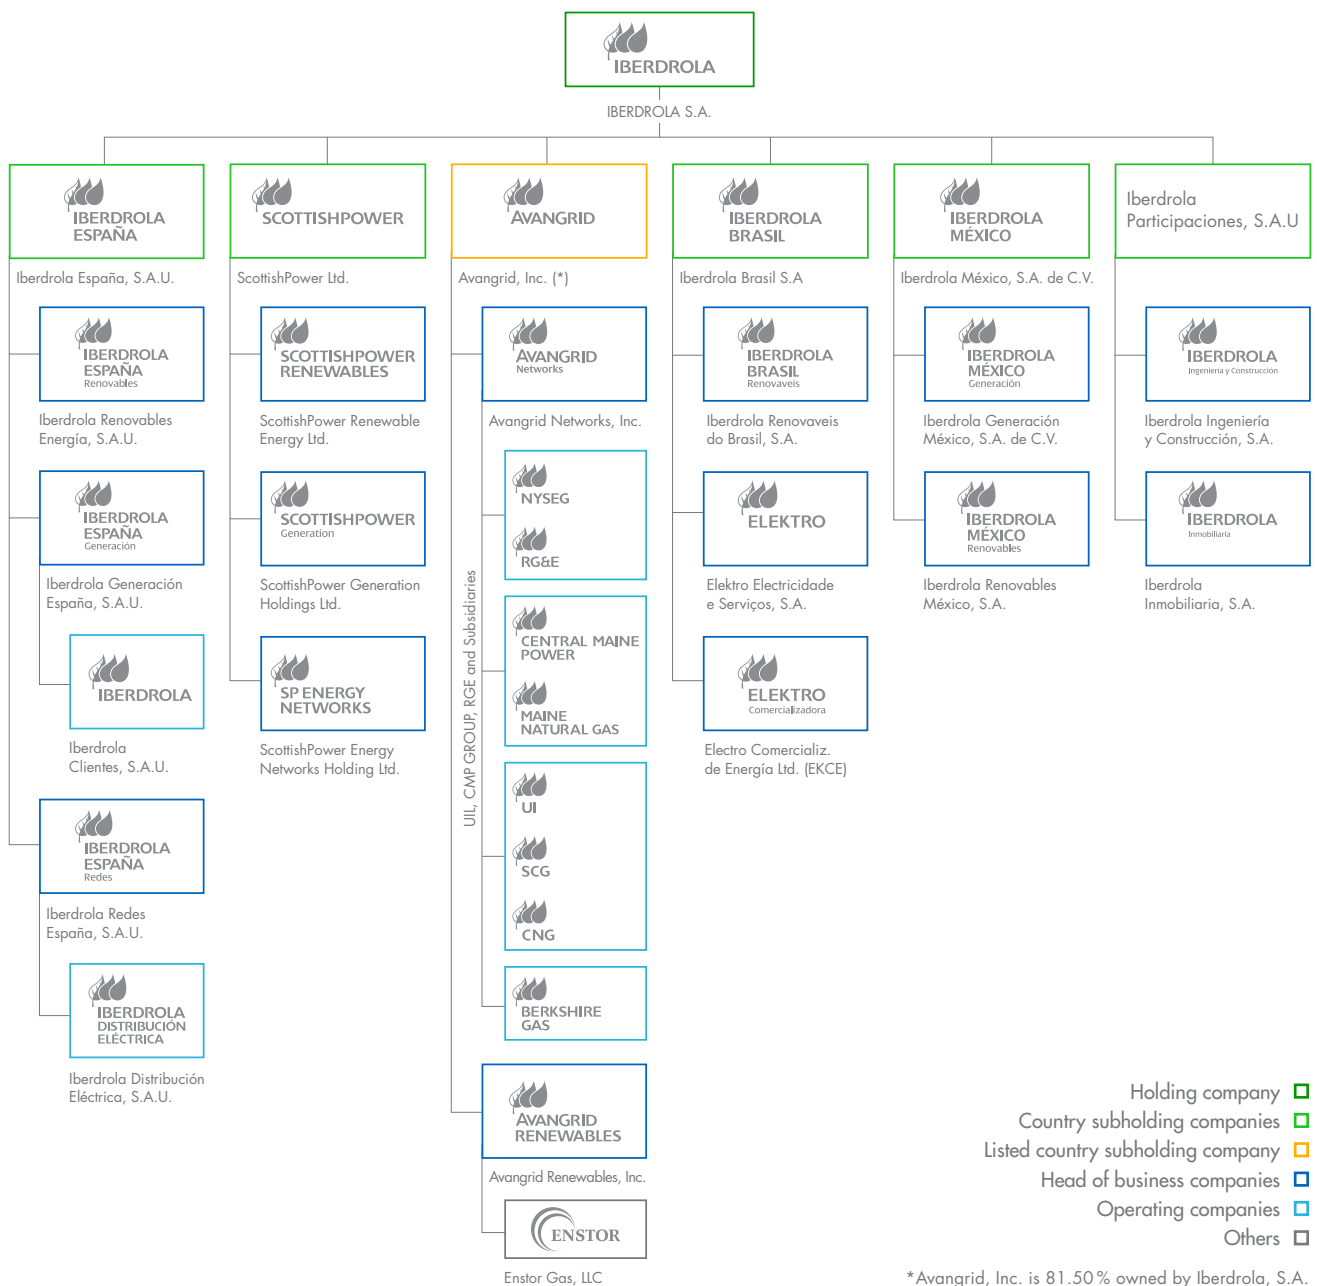 IBERDROLA
IBERDROLA S.A.
IBERDROLA
ESPAÑA
Iberdrola España, S.A.U.
IBERDROLA
ESPAÑA
Renovables
Iberdrola Renovables
Energía, S.A.U.
IBERDROLA
ESPAÑA
Generación
Iberdrola Generación
España, S.A.U.
IBERDROLA
Iberdrola
Clientes, S.A.U.
IBERDROLA
ESPAÑA
Redes
Iberdrola Redes
España, S.A.U.
IBERDROLA
DISTRIBUCIÓN
ELÉCTRICA
Iberdrola Distribución
Eléctrica, S.A.U.
SCOTTISHPOWER
ScottishPower Ltd.
SCOTTISHPOWER
RENEWABLES
ScottishPower Renewable
Energy Ltd.
SCOTTISHPOWER
Generation
ScottishPower Generation
Holdings Ltd.
SP ENERGY
NETWORKS
ScottishPower Energy
Networks Holding Ltd.
AVANGRID
Avangrid, Inc. (*)
AVANGRID
Networks
Avangrid Networks, Inc.
UIL, CMP GROUP, RGE and Subsidiaries
NYSEG
RG&E
CENTRAL MAINE
POWER
MAINE
NATURAL GAS
UI
SCG
CNG
BERKSHIRE
GAS
AVANGRID
RENEWABLES
Avangrid Renewables, Inc.
ENSTOR
Enstor Gas, LLC
IBERDROLA
BRASIL
Iberdrola Brasil S.A
IBERDROLA
BRASIL
Renovaveis
Iberdrola Renovaveis
do Brasil, S.A.
ELEKTRO
Elektro Electricidade
e Serviços, S.A.
ELEKTRO
Comercializadora
Electro Comercializ.
de Energía Ltd. (EKCE)
IBERDROLA
MÉXICO
Iberdrola México, S.A. de C.V.
IBERDROLA
MÉXICO
Generación
Iberdrola Generación
México, S.A. de C.V.
IBERDROLA
MÉXICO
Renovables
Iberdrola Renovables
México, S.A.
Iberdrola
Participaciones, S.A.U
IBERDROLA
Ingeniería y Construcción
Iberdrola Ingeniería
y Construcción, S.A.
IBERDROLA
Inmobiliaria
Iberdrola
Inmobiliaria, S.A.
Holding company
Country subholding companies
Listed country subholding company
Head of business companies
Operating companies
Others
*Avangrid, Inc. is 81.50% owned by Iberdrola, S.A.